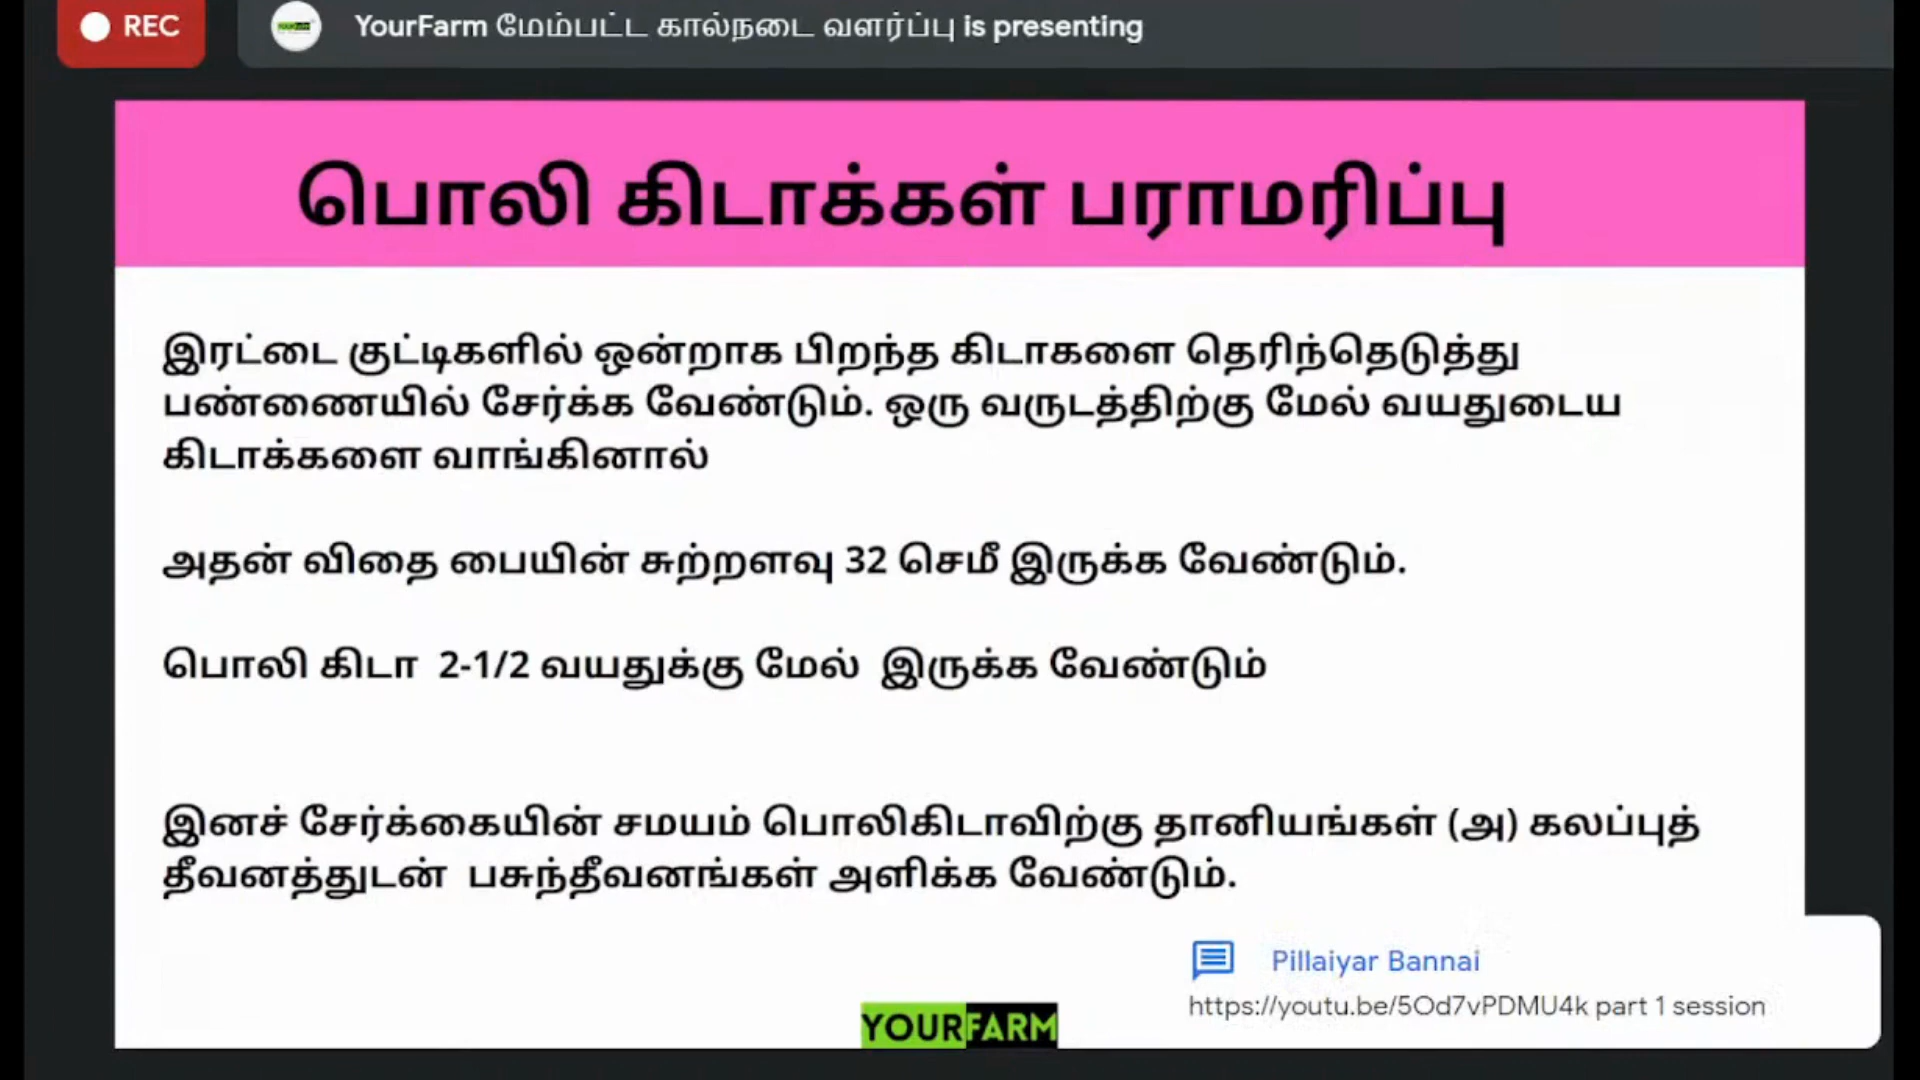 REC
YourFarm மேம்பட்ட கால்நடை வளர்ப்பு is presenting
பொலி கிடாக்கள் பராமரிப்பு
இரட்டை குட்டிகளில் ஒன்றாக பிறந்த கிடாகளை தெரிந்தெடுத்து
பண்ணையில் சேர்க்க வேண்டும். ஒரு வருடத்திற்கு மேல் வயதுடைய
கிடாக்களை வாங்கினால்
அதன் விதை பையின் சுற்றளவு 32 செமீ இருக்க வேண்டும்.
பொலி கிடா 2-1/2 வயதுக்கு மேல் இருக்க வேண்டும்
இனச் சேர்க்கையின் சமயம் பொலிகிடாவிற்கு தானியங்கள் (அ) கலப்புத்
தீவனத்துடன் பசுந்தீவனங்கள் அளிக்க வேண்டும்.
Pillaiyar Bannai
https://youtu.be/5Od7vPDMU4k part 1 session
YOURFARM